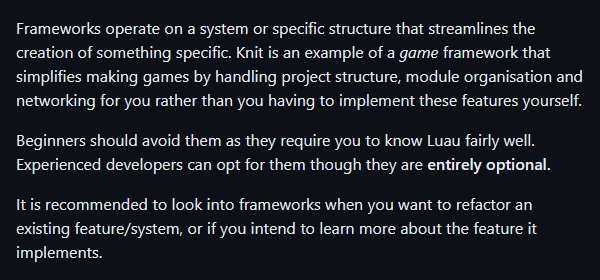 Frameworks operate on a system or specific structure that streamlines the
creation of something specific. Knit is an example of a game framework that
simplifies making games by handling project structure, module organisation and
networking for you rather than you having to implement these features yourself.
Beginners should avoid them as they require you to know Luau fairly well.
Experienced developers can opt for them though they are entirely optional.
It is recommended to look into frameworks when you want to refactor an
existing feature/system, or if you intend to learn more about the feature it
implements.